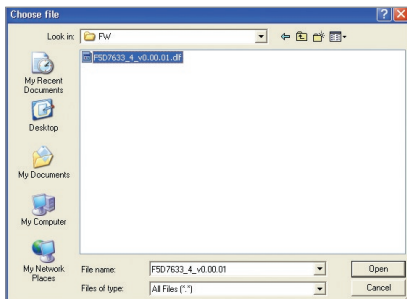 Choose file
Look in: FW
F5D7633_4_v0.00.01.dlf
My Recent
Documents
Desktop
My Documents
My Computer
My Network
Places
File name: F5D7633_4_v0.00.01 Open
Files of type: All Files (*.*) Cancel